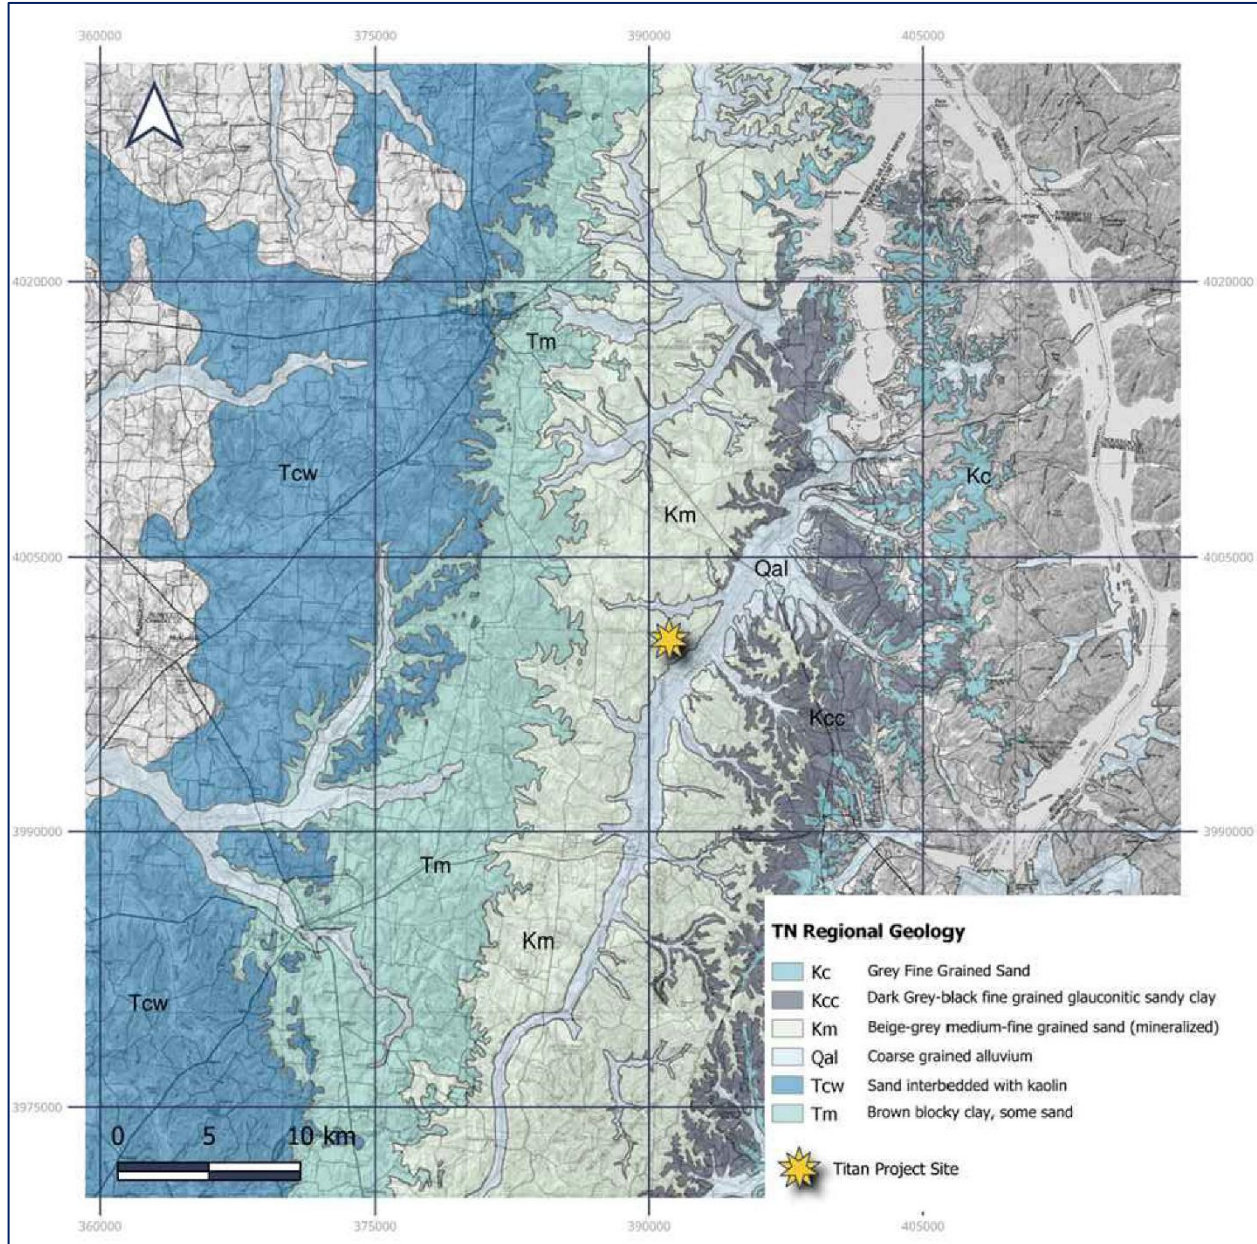 360000 375000 390000 405000
4020000 4020000
Tm
Tcw
Kc
Km
4005000 4005000
Qal
Kcc
3990000 3990000
Tm
Km
Tcw
3975000
0 5 10 km
360000 375000 390000 405000
TN Regional Geology
Kc Grey Fine Grained Sand
Kcc Dark Grey-black fine grained glauconitic sandy clay
Km Beige-grey medium-fine grained sand (mineralized)
Qal Coarse grained alluvium
Tcw Sand interbedded with kaolin
Tm Brown blocky clay, some sand
Titan Project Site